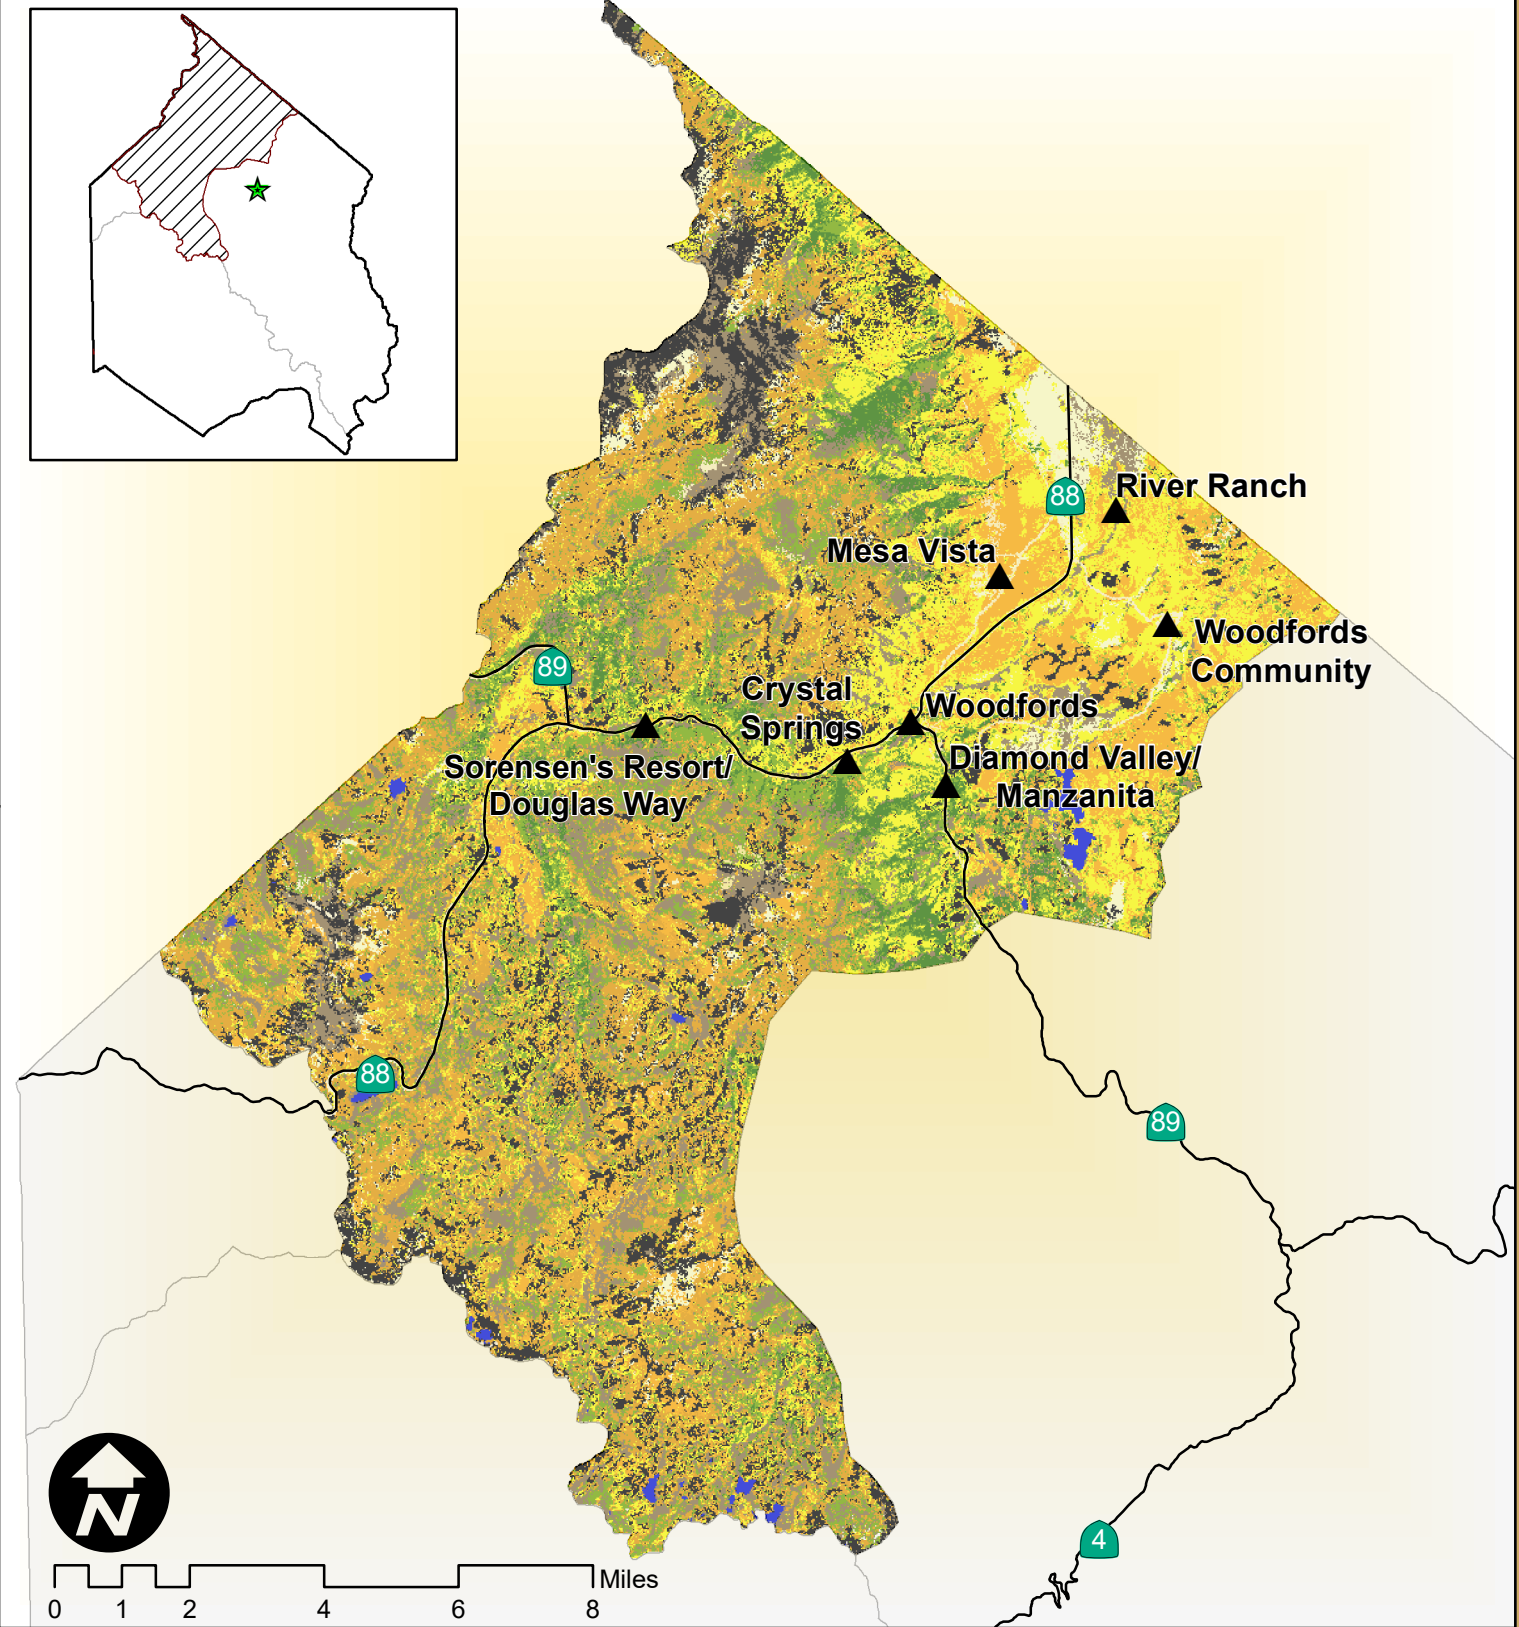 River Ranch
88
Mesa Vista
Woodfords
Community
89
Crystal
Springs
Woodfords
Sorensen's Resort/
Douglas Way
Diamond Valley/
Manzanita
88
89
N
4
Miles
0 1 2 4 6 8